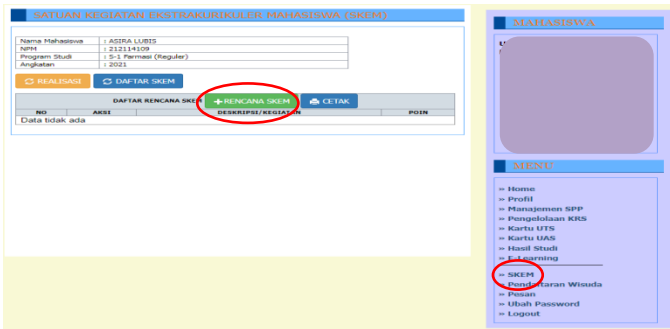 SATUAN KEGIATAN EKSTRAKURIKULER MAHASISWA (SKEM)
Nama Mahasiswa : ASIRA LUBIS
NPM : 212114109
Program Studi : S-1 Farmasi (Reguler)
Angkatan : 2021
REALISASI DAFTAR SKEM
DAFTAR RENCANA SKEM RENCANA SKEM CETAK
NO AKSI DESKRIPSI/KEGIATAN POIN
Data tidak ada
MAHASISWA
MENU
» Home
» Profil
» Manajemen SPP
» Pengelolaan KRS
» Kartu UTS
» Kartu UAS
» Hasil Studi
» E-Learning
» SKEM
» Pendaftaran Wisuda
» Pesan
» Ubah Password
» Logout